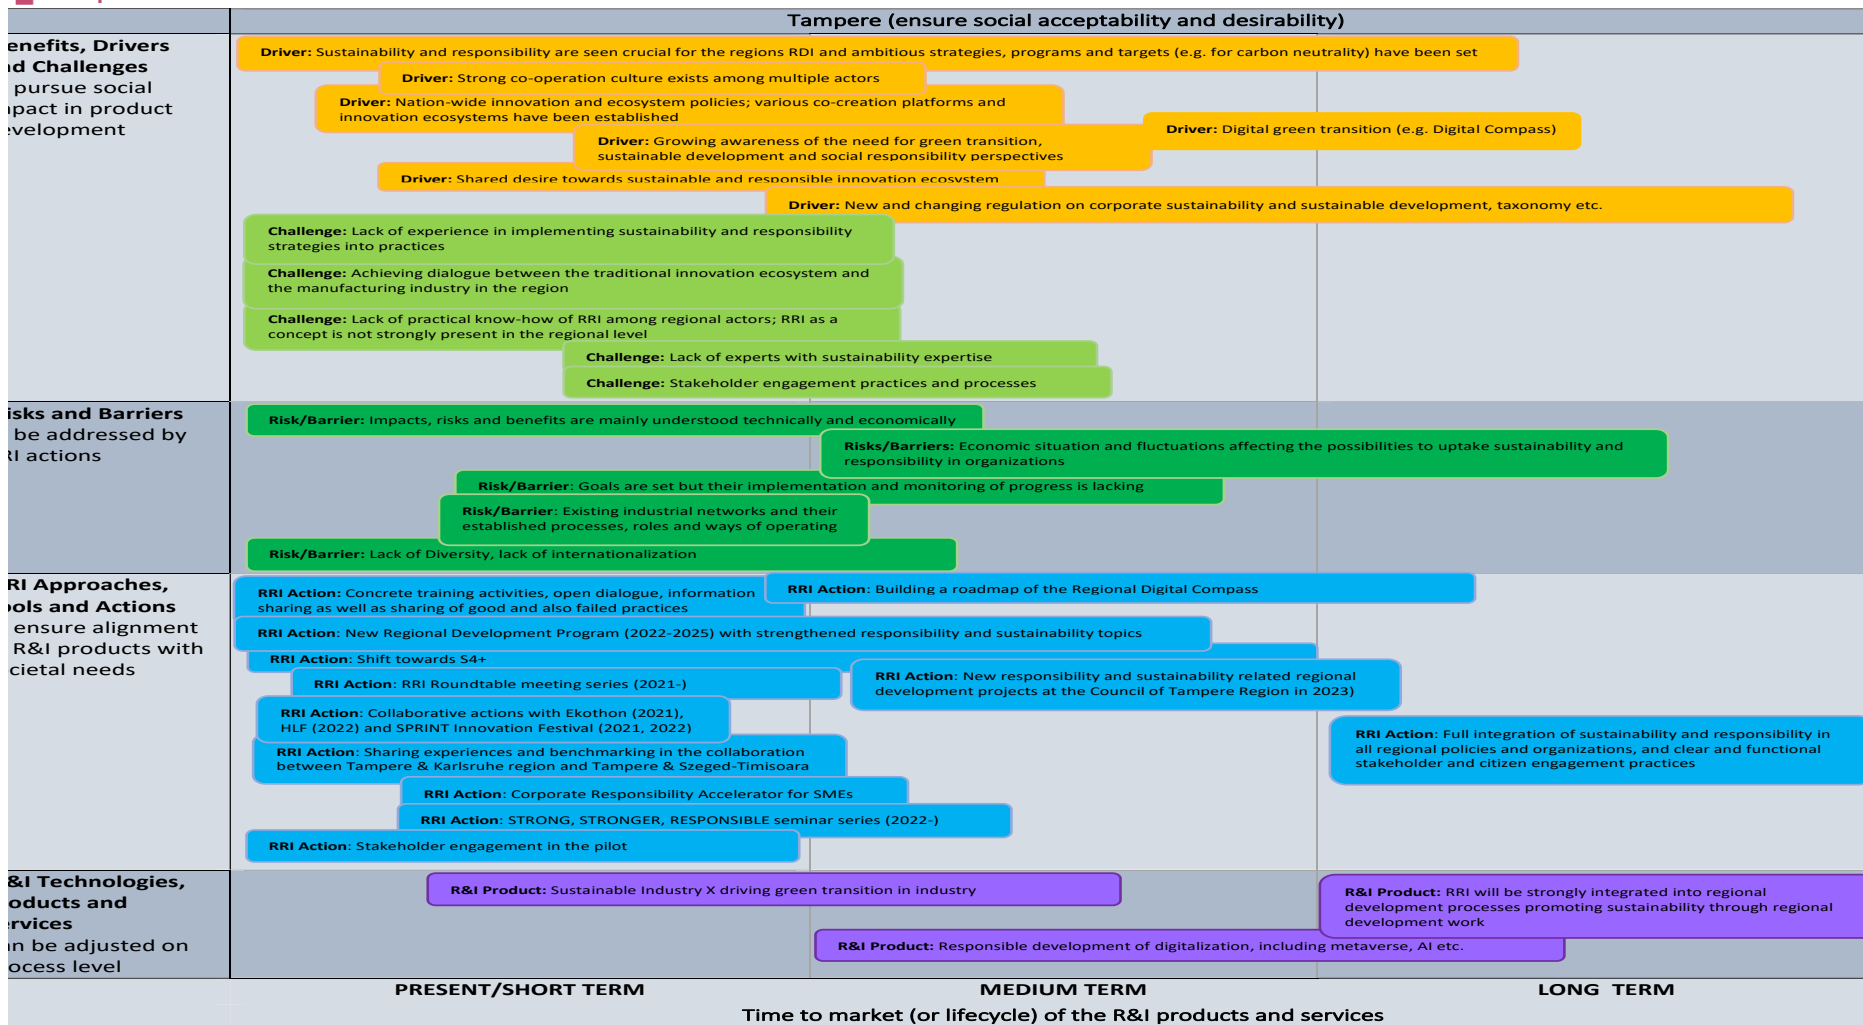 Tampere (ensure social acceptability and desirability)
enefits, Drivers
d Challenges
pursue social
pact in product
evelopment
Driver: Sustainability and responsibility are seen crucial for the regions RDI and ambitious strategies, programs and targets (e.g. for carbon neutrality) have been set
Driver: Strong co-operation culture exists among multiple actors
Driver: Nation-wide innovation and ecosystem policies; various co-creation platforms and
innovation ecosystems have been established
Driver: Digital green transition (e.g. Digital Compass)
Driver: Growing awareness of the need for green transition,
sustainable development and social responsibility perspectives
Driver: Shared desire towards sustainable and responsible innovation ecosystem
Driver: New and changing regulation on corporate sustainability and sustainable development, taxonomy etc.
Challenge: Lack of experience in implementing sustainability and responsibility
strategies into practices
Challenge: Achieving dialogue between the traditional innovation ecosystem and
the manufacturing industry in the region
Challenge: Lack of practical know-how of RRI among regional actors; RRI as a
concept is not strongly present in the regional level
Challenge: Lack of experts with sustainability expertise
Challenge: Stakeholder engagement practices and processes
isks and Barriers
be addressed by
RI actions
Risk/Barrier: Impacts, risks and benefits are mainly understood technically and economically
Risks/Barriers: Economic situation and fluctuations affecting the possibilities to uptake sustainability and
responsibility in organizations
Risk/Barrier: Goals are set but their implementation and monitoring of progress is lacking
Risk/Barrier: Existing industrial networks and their
established processes, roles and ways of operating
Risk/Barrier: Lack of Diversity, lack of internationalization
RI Approaches,
ools and Actions
ensure alignment
R&I products with
cietal needs
RRI Action: Concrete training activities, open dialogue, information
sharing as well as sharing of good and also failed practices
RRI Action: Building a roadmap of the Regional Digital Compass
RRI Action: New Regional Development Program (2022-2025) with strengthened responsibility and sustainability topics
RRI Action: Shift towards S4+
RRI Action: RRI Roundtable meeting series (2021-)
RRI Action: New responsibility and sustainability related regional
development projects at the Council of Tampere Region in 2023)
RRI Action: Collaborative actions with Ekothon (2021),
HLF (2022) and SPRINT Innovation Festival (2021, 2022)
RRI Action: Full integration of sustainability and responsibility in
all regional policies and organizations, and clear and functional
stakeholder and citizen engagement practices
RRI Action: Sharing experiences and benchmarking in the collaboration
between Tampere & Karlsruhe region and Tampere & Szeged-Timisoara
RRI Action: Corporate Responsibility Accelerator for SMEs
RRI Action: STRONG, STRONGER, RESPONSIBLE seminar series (2022-)
RRI Action: Stakeholder engagement in the pilot
&I Technologies,
oducts and
ervices
n be adjusted on
ocess level
R&I Product: Sustainable Industry X driving green transition in industry
R&I Product: RRI will be strongly integrated into regional
development processes promoting sustainability through regional
development work
R&I Product: Responsible development of digitalization, including metaverse, AI etc.
PRESENT/SHORT TERM
MEDIUM TERM
LONG TERM
Time to market (or lifecycle) of the R&I products and services